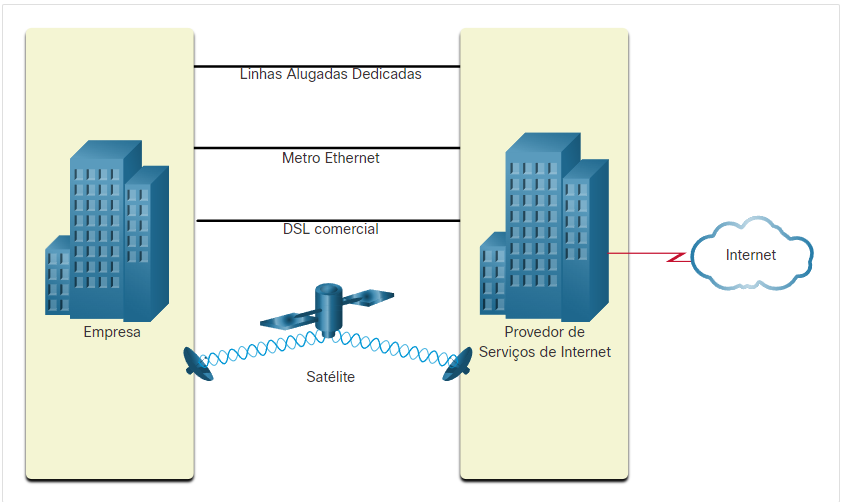 Linhas Alugadas Dedicadas
Metro Ethernet
DSL comercial
Internet
Empresa
Provedor de
Serviços de Internet
Satélite